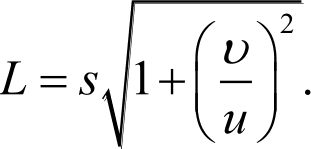 L = s√(1 + (υ/u)²).